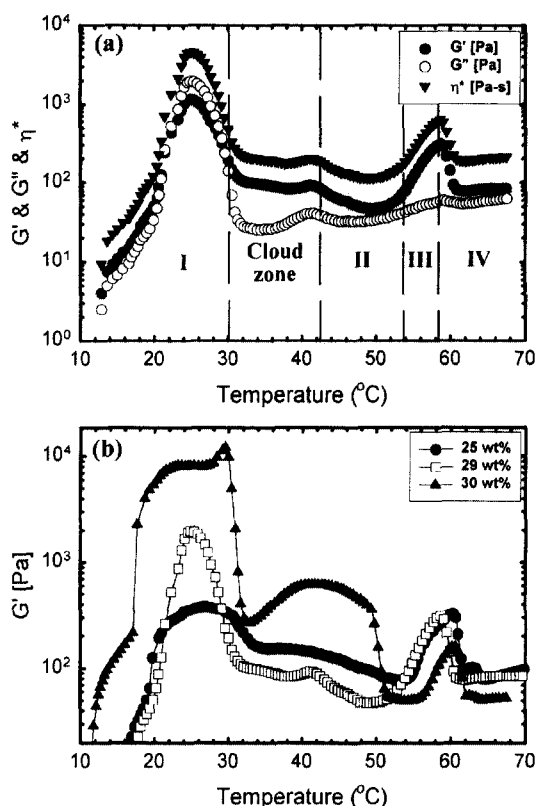 (a)
G' [Pa]
G" [Pa]
η* [Pa-s]
G' & G" & η*
10⁴
10³
10²
10¹
10⁰
I
Cloud
zone
II
III
IV
10 20 30 40 50 60 70
Temperature (°C)
(b)
25 wt%
29 wt%
30 wt%
G' [Pa]
10⁴
10³
10²
10 20 30 40 50 60 70
Temperature (°C)